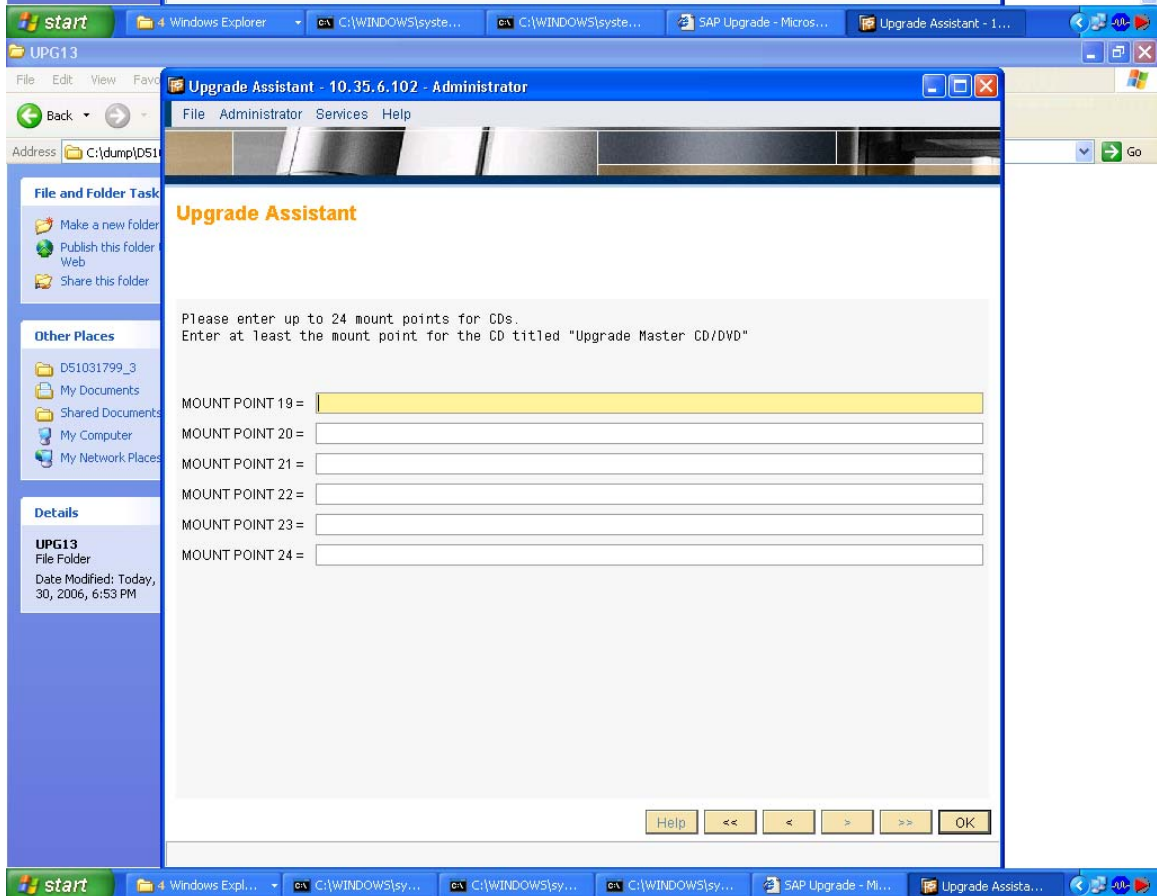 start
4 Windows Explorer
C:\WINDOWS\syste...
C:\WINDOWS\syste...
SAP Upgrade - Micros...
Upgrade Assistant - 1...
UPG13
File Edit View Favo
Upgrade Assistant - 10.35.6.102 - Administrator
Back
File Administrator Services Help
Address C:\dump\D51
Go
File and Folder Task
Make a new folder
Publish this folder
Web
Share this folder
Other Places
D51031799_3
My Documents
Shared Documents
My Computer
My Network Places
Details
UPG13
File Folder
Date Modified: Today,
30, 2006, 6:53 PM
Upgrade Assistant
Please enter up to 24 mount points for CDs.
Enter at least the mount point for the CD titled "Upgrade Master CD/DVD"
MOUNT POINT 19 =
MOUNT POINT 20 =
MOUNT POINT 21 =
MOUNT POINT 22 =
MOUNT POINT 23 =
MOUNT POINT 24 =
Help << < > >> OK
start
4 Windows Expl...
C:\WINDOWS\sy...
C:\WINDOWS\sy...
C:\WINDOWS\sy...
SAP Upgrade - Mi...
Upgrade Assista...